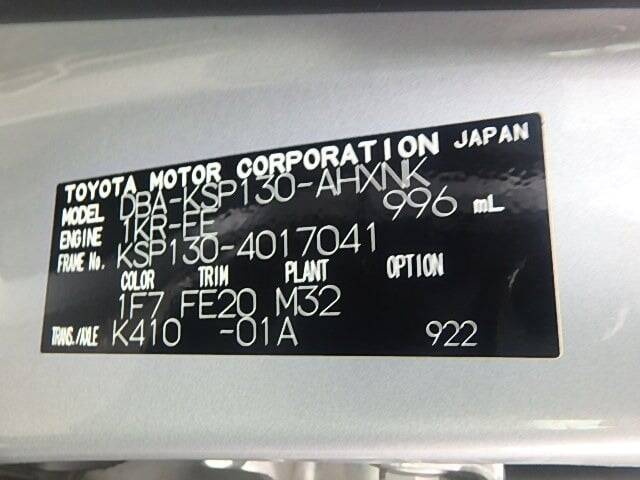 TOYOTA MOTOR CORPORATION JAPAN
MODEL DBA-KSP130-AHXNK
ENGINE 1KR-FE 996 mL
FRAME No. KSP130-4017041
COLOR TRIM PLANT OPTION
1F7 FE20 M32
TRANS./AXLE K410 -01A 922